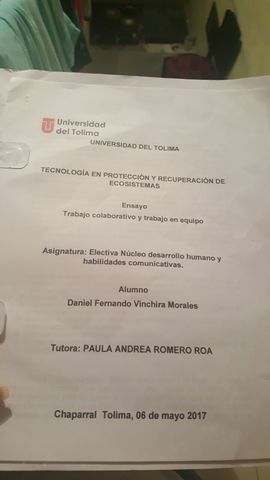 Universidad
del Tolima
UNIVERSIDAD DEL TOLIMA
TECNOLOGÍA EN PROTECCIÓN Y RECUPERACIÓN DE
ECOSISTEMAS
Ensayo
Trabajo colaborativo y trabajo en equipo
Asignatura: Electiva Núcleo desarrollo humano y
habilidades comunicativas.
Alumno
Daniel Fernando Vinchira Morales
Tutora: PAULA ANDREA ROMERO ROA
Chaparral Tolima, 06 de mayo 2017